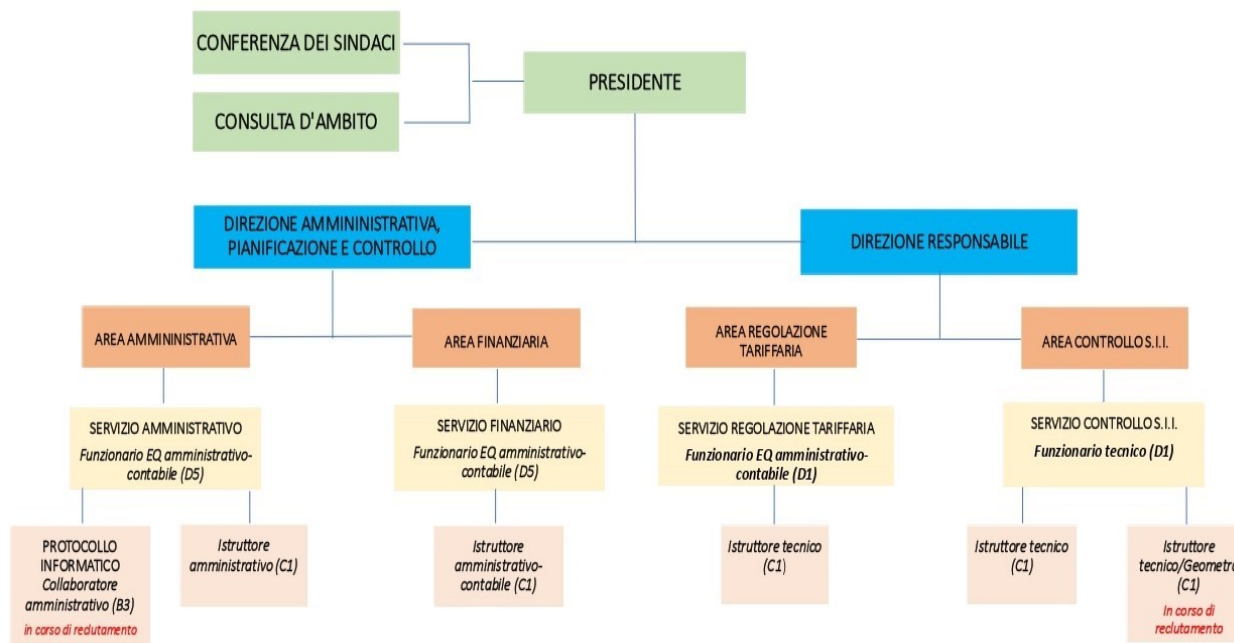 CONFERENZA DEI SINDACI
PRESIDENTE
CONSULTA D'AMBITO
DIREZIONE AMMININISTRATIVA,
PIANIFICAZIONE E CONTROLLO
DIREZIONE RESPONSABILE
AREA AMMININISTRATIVA
AREA FINANZIARIA
AREA REGOLAZIONE
TARIFFARIA
AREA CONTROLLO S.I.I.
SERVIZIO AMMINISTRATIVO
Funzionario EQ amministrativo-
contabile (D5)
SERVIZIO FINANZIARIO
Funzionario EQ amministrativo-
contabile (D5)
SERVIZIO REGOLAZIONE TARIFFARIA
Funzionario EQ amministrativo-
contabile (D1)
SERVIZIO CONTROLLO S.I.I.
Funzionario tecnico (D1)
PROTOCOLLO
INFORMATICO
Collaboratore
amministrativo (B3)
in corso di reclutamento
Istruttore
amministrativo (C1)
Istruttore
amministrativo-
contabile (C1)
Istruttore tecnico
(C1)
Istruttore tecnico (C1)
Istruttore
tecnico/Geometra
(C1)
In corso di
reclutamento